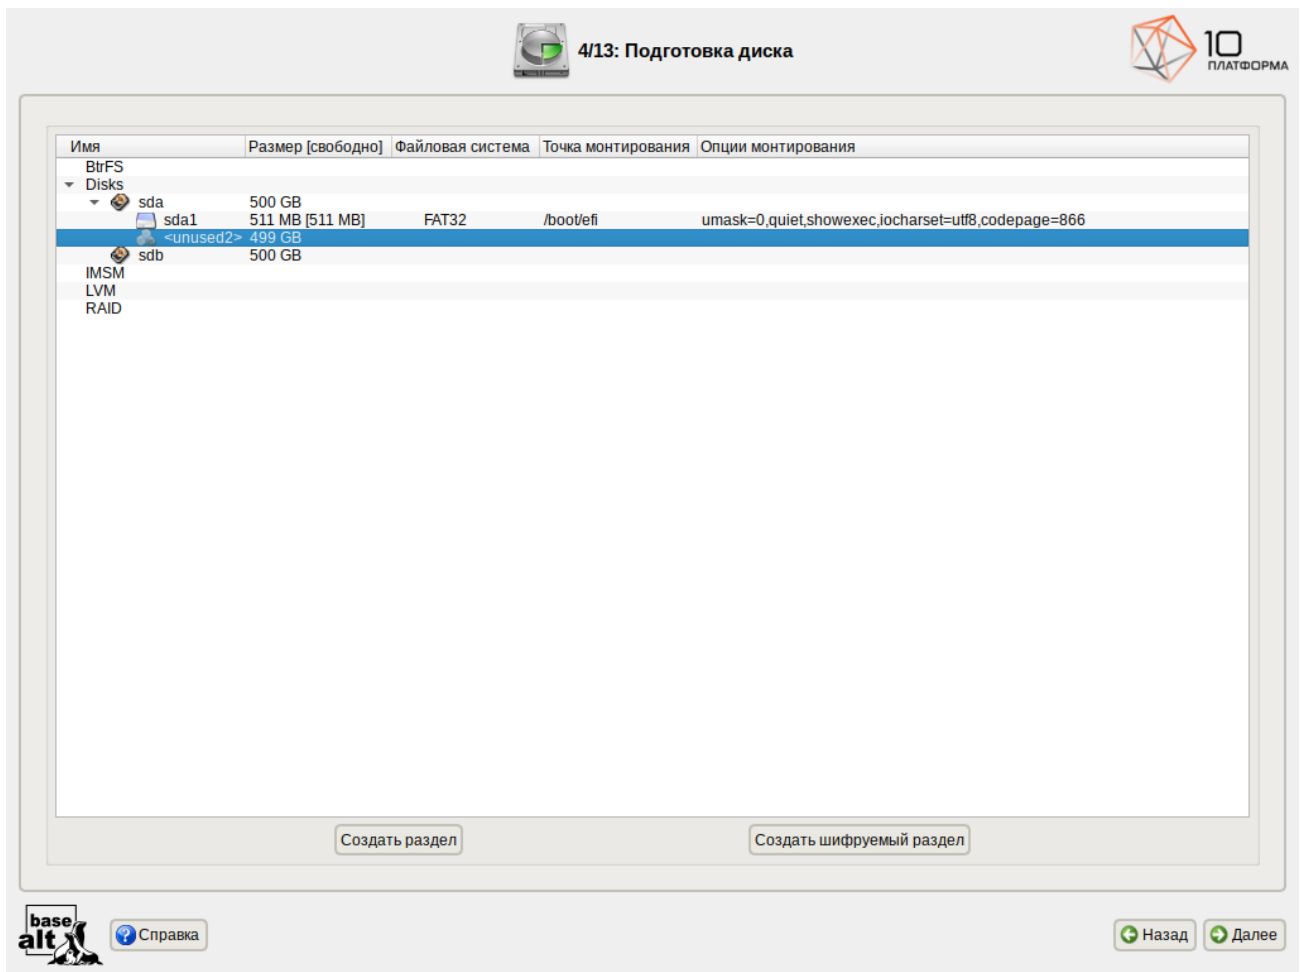 4/13: Подготовка диска
10
ПЛАТФОРМА
Имя Размер [свободно] Файловая система Точка монтирования Опции монтирования
BtrFS
Disks
sda 500 GB
sda1 511 MB [511 MB] FAT32 /boot/efi umask=0,quiet,showexec,iocharset=utf8,codepage=866
<unused2> 499 GB
sdb 500 GB
IMSM
LVM
RAID
Создать раздел Создать шифруемый раздел
base
alt
Справка Назад Далее